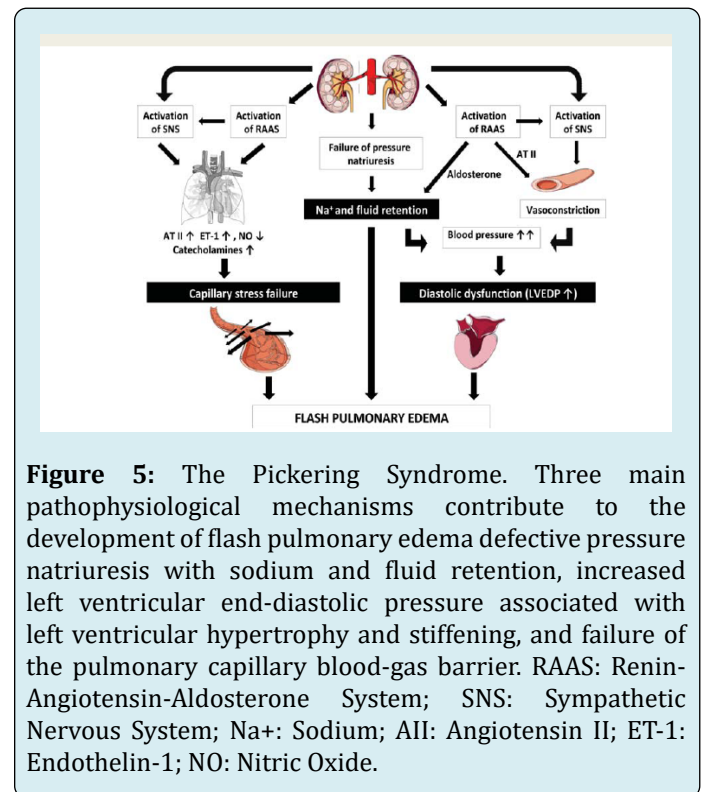 Activation
of SNS
Activation
of RAAS
Activation
of RAAS
Activation
of SNS
Failure of pressure
natriuresis
AT II
Aldosterone
Na⁺ and fluid retention
Vasoconstriction
AT II ↑ ET-1 ↑ , NO ↓
Catecholamines ↑
Blood pressure ↑↑
Capillary stress failure
Diastolic dysfunction (LVEDP ↑)
FLASH PULMONARY EDEMA
Figure 5: The Pickering Syndrome. Three main
pathophysiological mechanisms contribute to the
development of flash pulmonary edema defective pressure
natriuresis with sodium and fluid retention, increased
left ventricular end-diastolic pressure associated with
left ventricular hypertrophy and stiffening, and failure of
the pulmonary capillary blood-gas barrier. RAAS: Renin-
Angiotensin-Aldosterone System; SNS: Sympathetic
Nervous System; Na+: Sodium; AII: Angiotensin II; ET-1:
Endothelin-1; NO: Nitric Oxide.